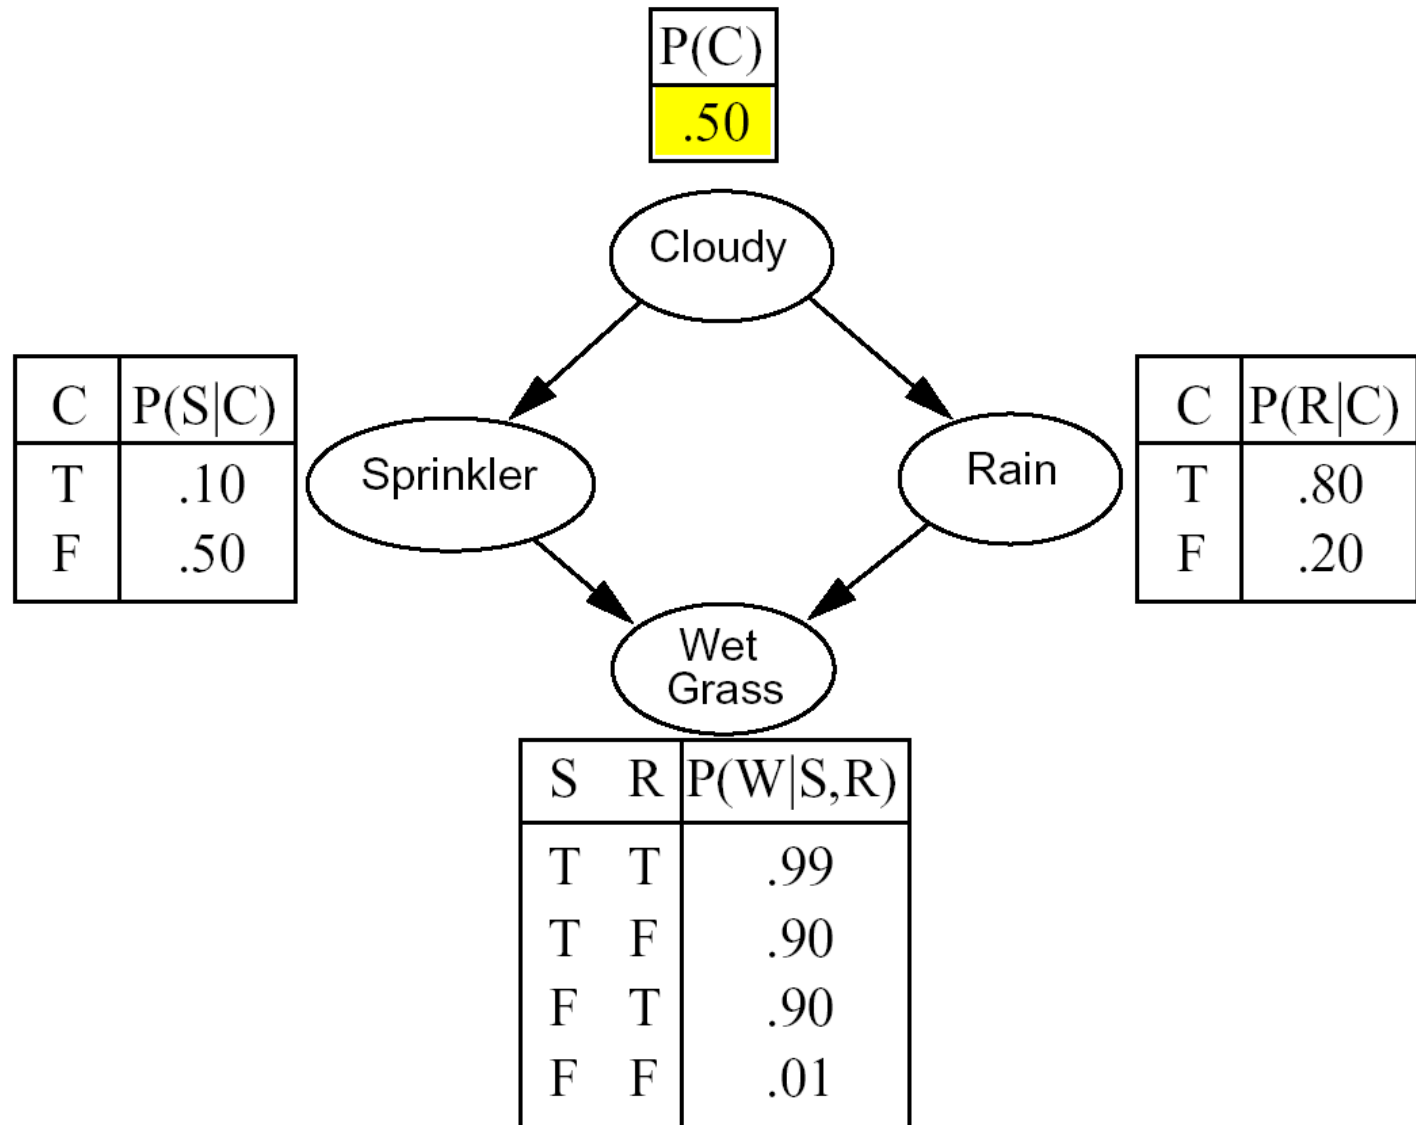 P(C)
.50
Cloudy
C P(S|C)
T .10
F .50
Sprinkler
Rain
C P(R|C)
T .80
F .20
Wet
Grass
S R P(W|S,R)
T T .99
T F .90
F T .90
F F .01